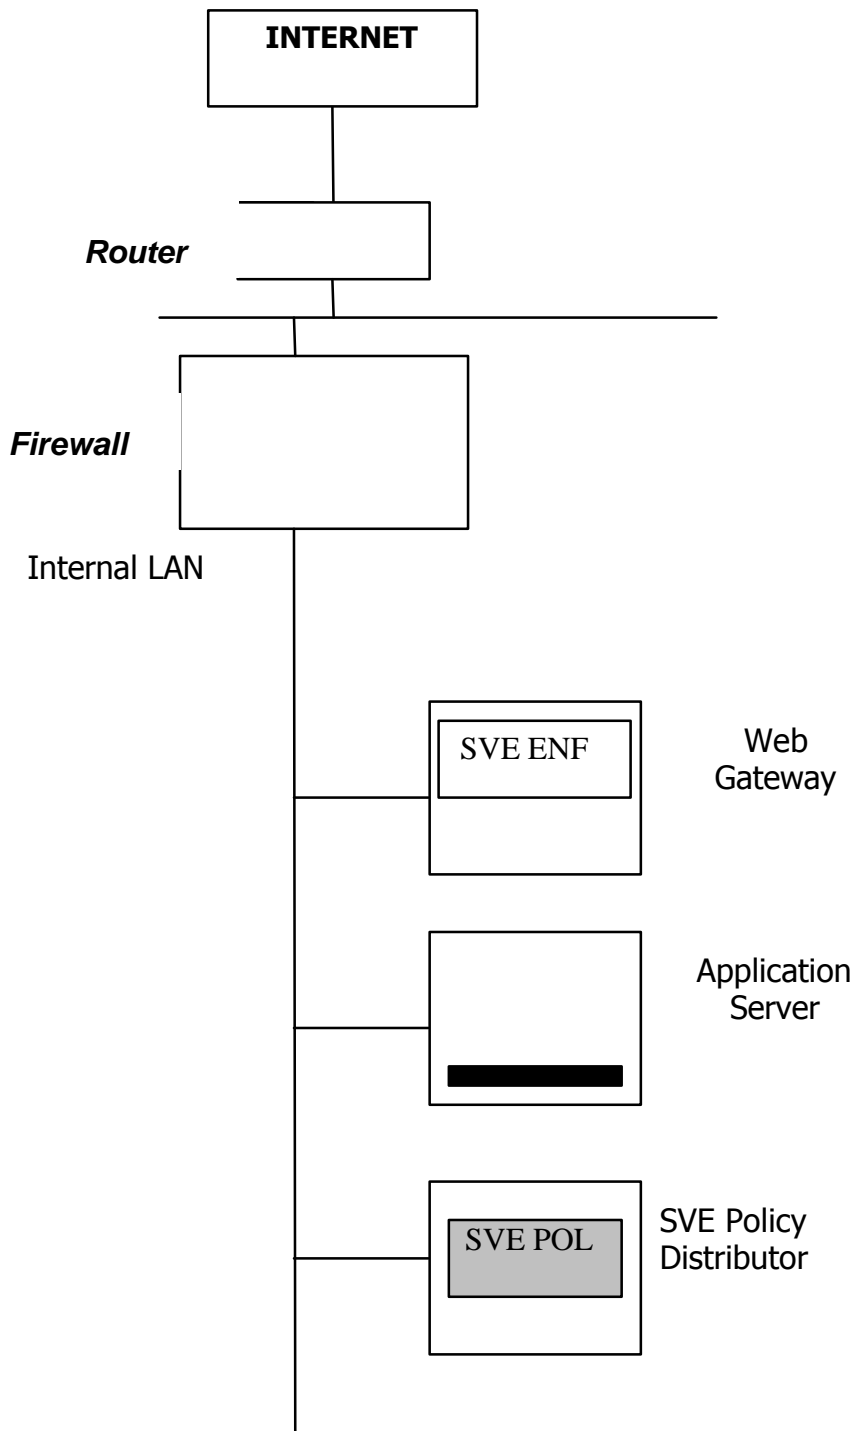 INTERNET
Router
Firewall
Internal LAN
SVE ENF
Web
Gateway
Application
Server
SVE POL
SVE Policy
Distributor